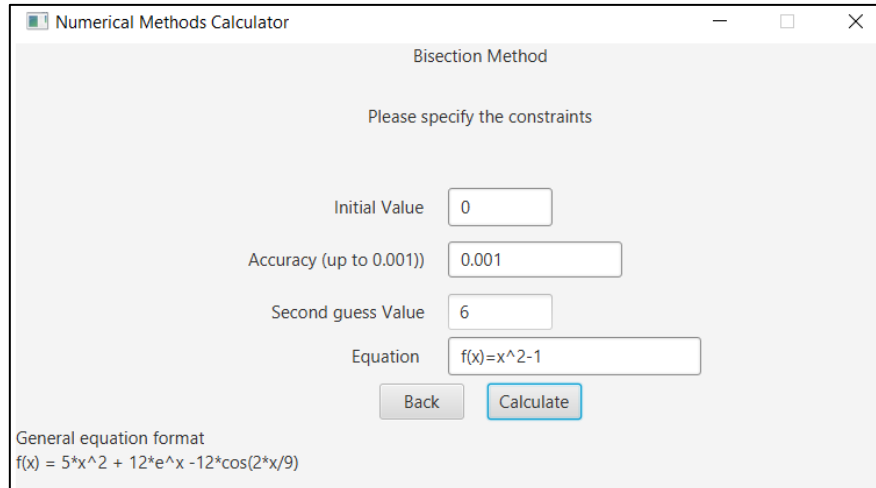 Numerical Methods Calculator
Bisection Method
Please specify the constraints
Initial Value 0
Accuracy (up to 0.001)) 0.001
Second guess Value 6
Equation f(x)=x^2-1
Back Calculate
General equation format
f(x) = 5*x^2 + 12*e^x -12*cos(2*x/9)